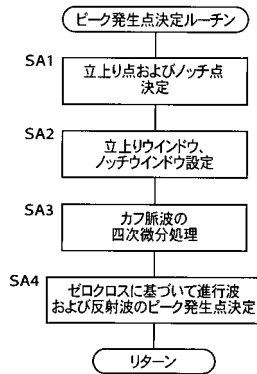 ピーク発生点決定ルーチン
SA1
立上り点およびノッチ点
決定
SA2
立上りウインドウ、
ノッチウインドウ設定
SA3
カフ脈波の
四次微分処理
SA4
ゼロクロスに基づいて進行波
および反射波のピーク発生点決定
リターン